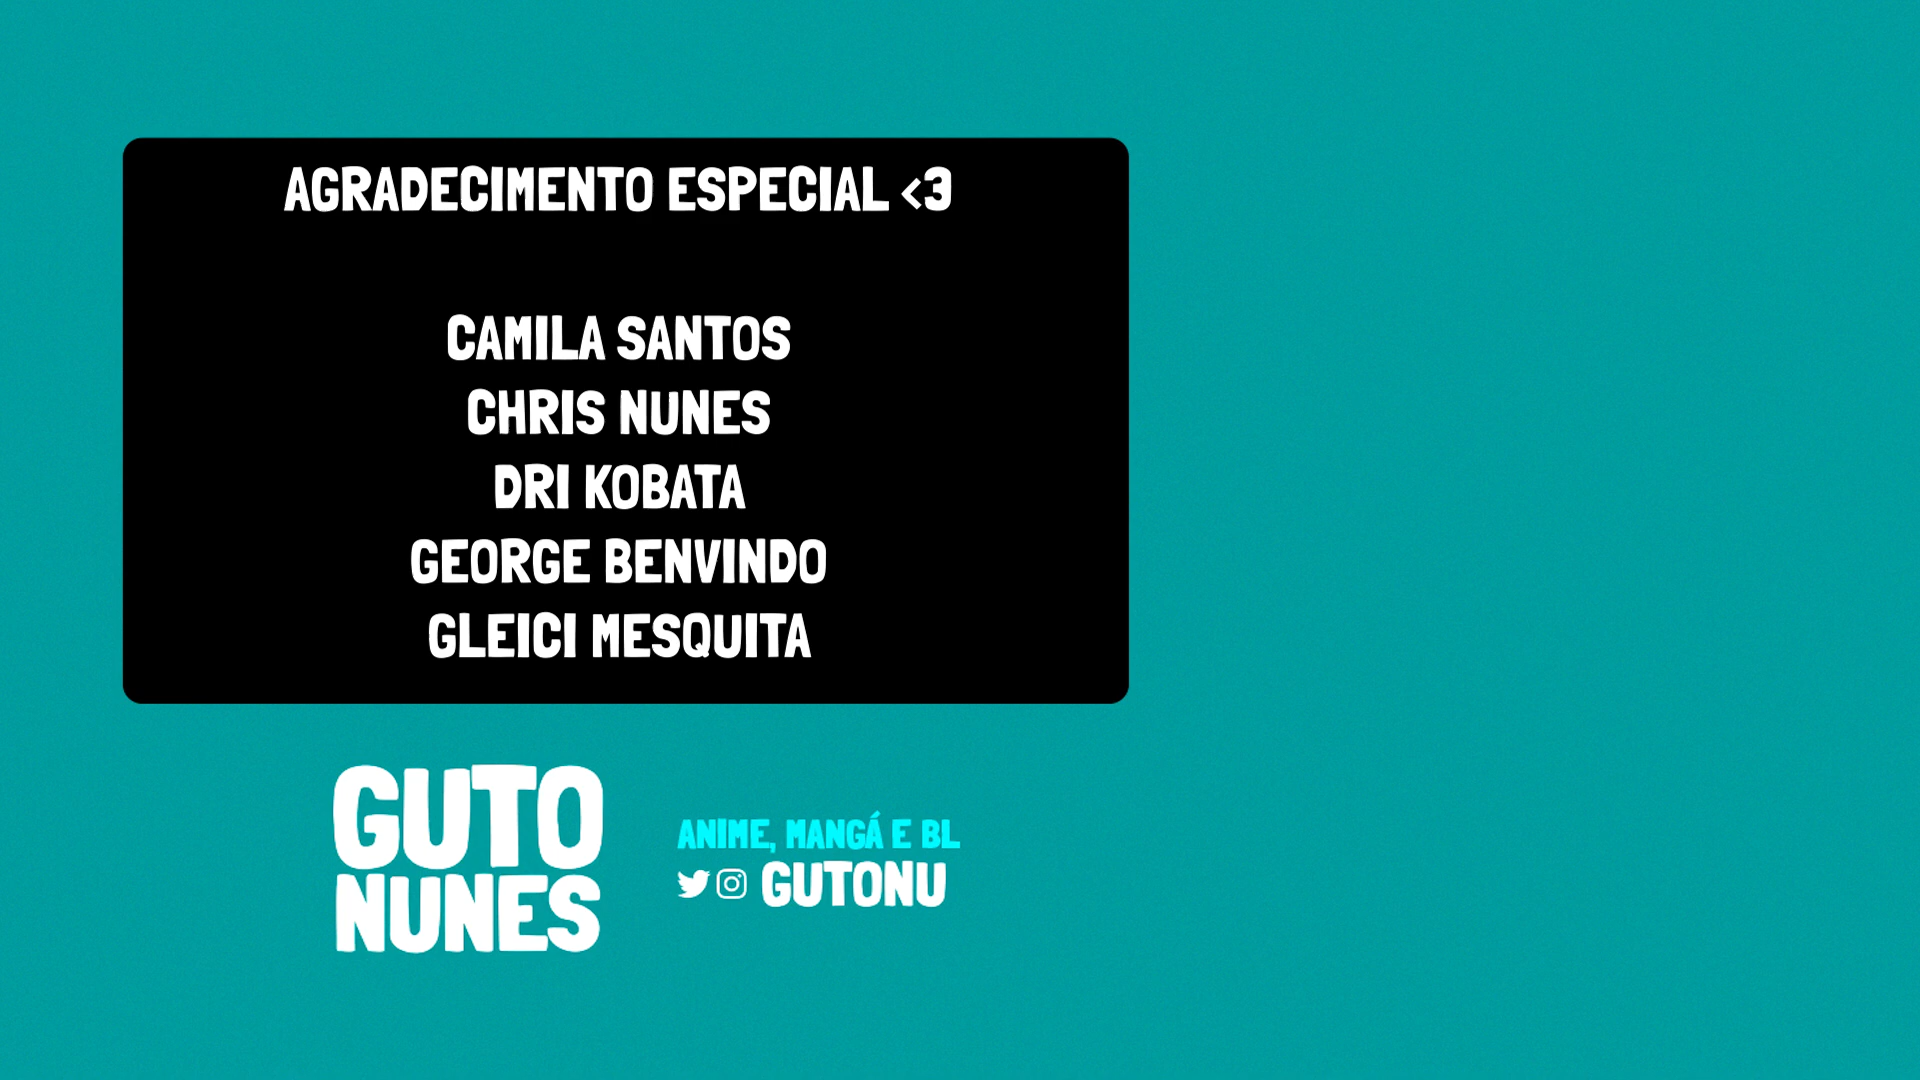 AGRADECIMENTO ESPECIAL <3
CAMILA SANTOS
CHRIS NUNES
DRI KOBATA
GEORGE BENVINDO
GLEICI MESQUITA
GUTO
NUNES
ANIME, MANGÁ E BL
GUTONU